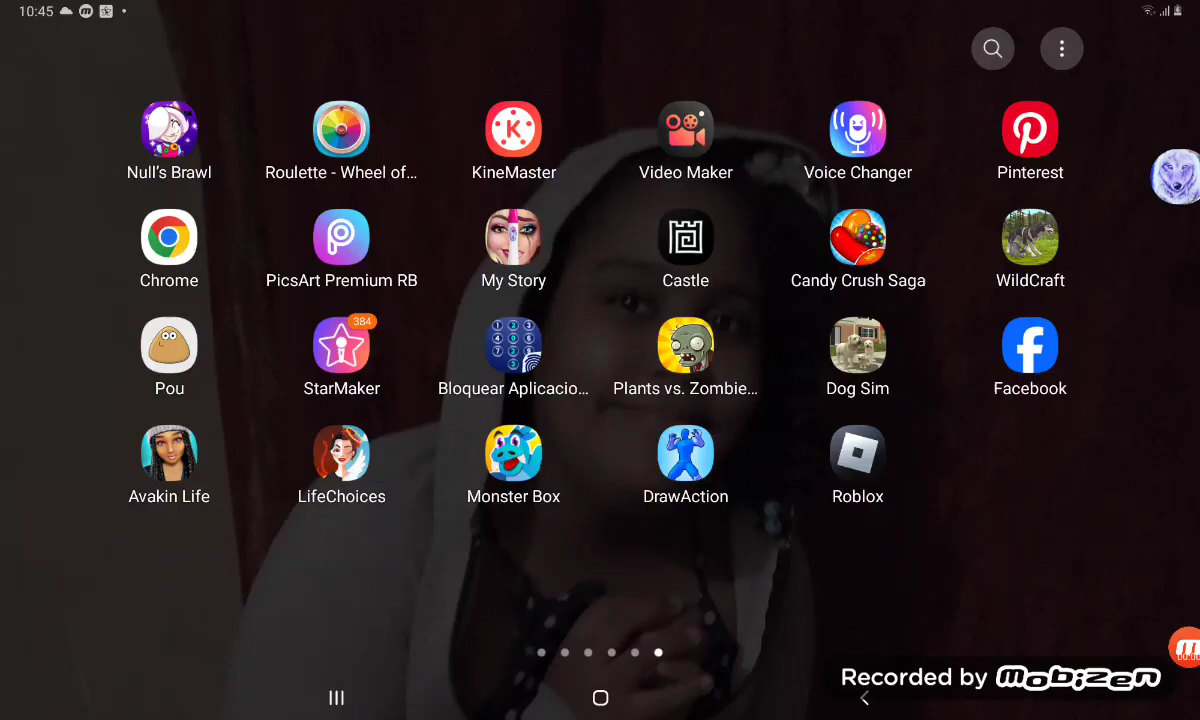 10:45
Null's Brawl
Roulette - Wheel of...
KineMaster
Video Maker
Voice Changer
Pinterest
Chrome
PicsArt Premium RB
My Story
Castle
Candy Crush Saga
WildCraft
384
Pou
StarMaker
Bloquear Aplicacio...
Plants vs. Zombie...
Dog Sim
Facebook
Avakin Life
LifeChoices
Monster Box
DrawAction
Roblox
Recorded by mobizen